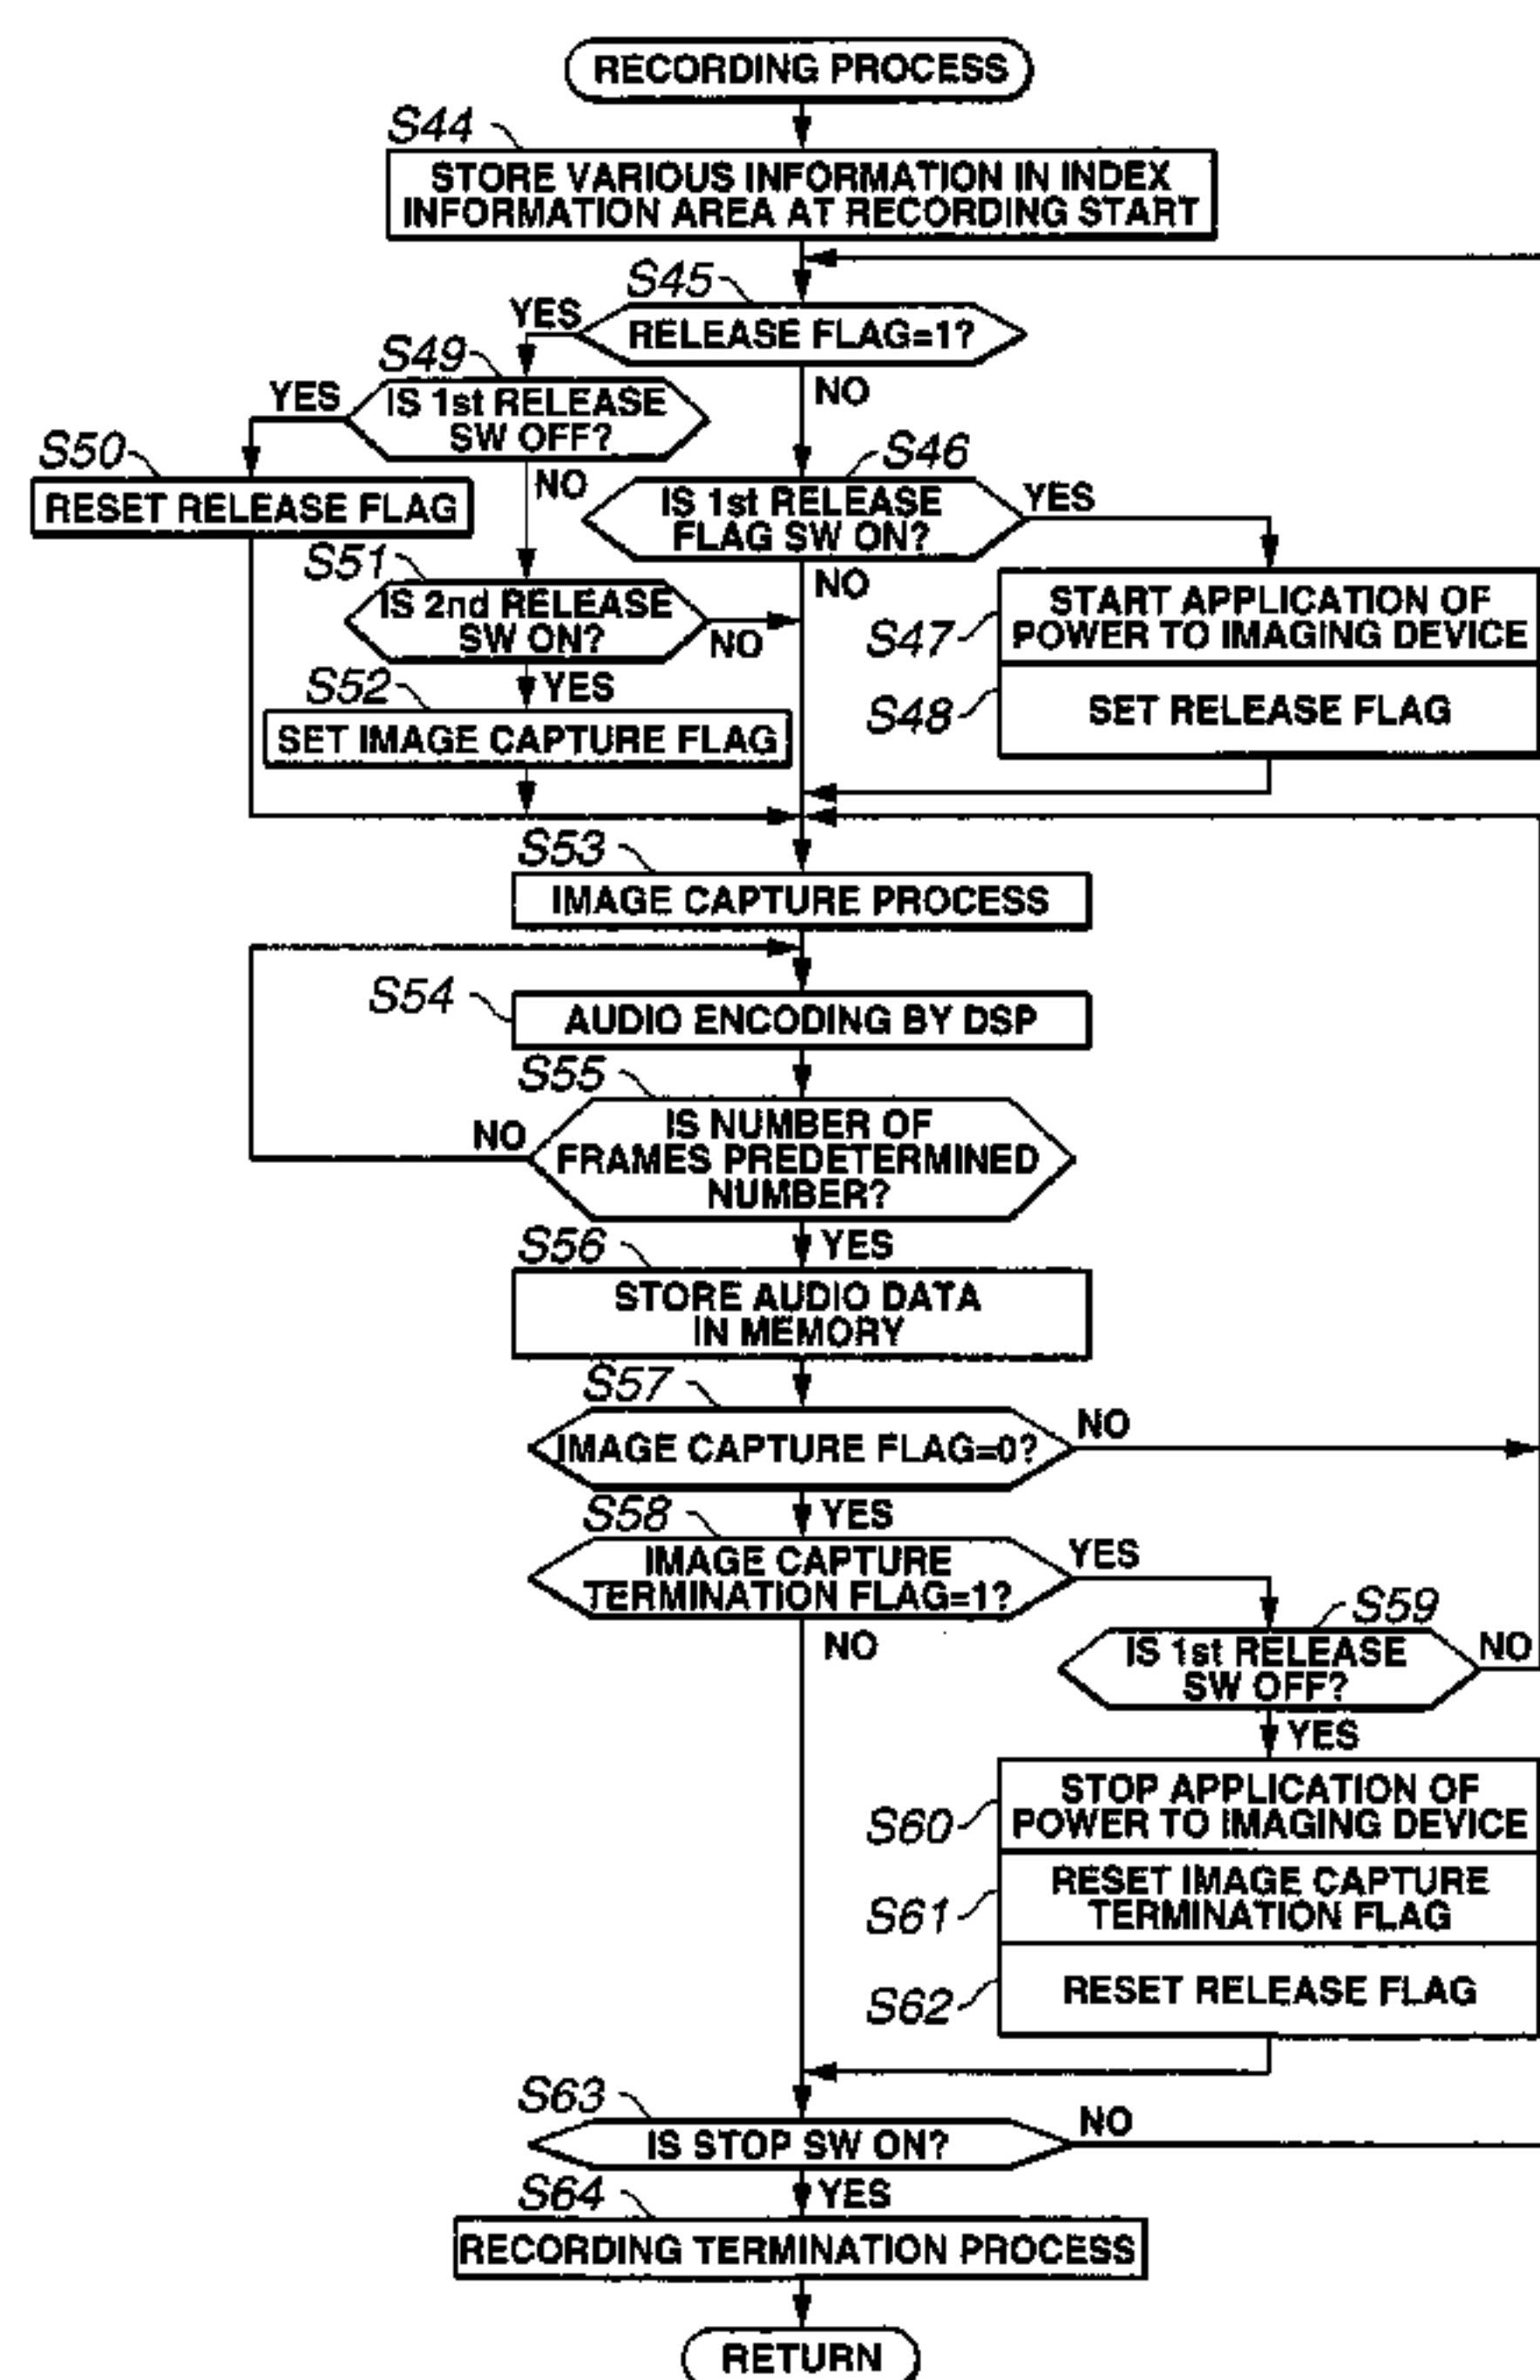 RECORDING PROCESS
S44
STORE VARIOUS INFORMATION IN INDEX
INFORMATION AREA AT RECORDING START
S45
YES
RELEASE FLAG=1?
NO
S49
YES
IS 1st RELEASE
SW OFF?
NO
S50
RESET RELEASE FLAG
S46
IS 1st RELEASE
FLAG SW ON?
YES
NO
S51
IS 2nd RELEASE
SW ON?
NO
YES
S47
START APPLICATION OF
POWER TO IMAGING DEVICE
S48
SET RELEASE FLAG
S52
SET IMAGE CAPTURE FLAG
S53
IMAGE CAPTURE PROCESS
S54
AUDIO ENCODING BY DSP
S55
NO
IS NUMBER OF
FRAMES PREDETERMINED
NUMBER?
YES
S56
STORE AUDIO DATA
IN MEMORY
S57
IMAGE CAPTURE FLAG=0?
NO
YES
S58
IMAGE CAPTURE
TERMINATION FLAG=1?
YES
NO
S59
IS 1st RELEASE
SW OFF?
NO
YES
S60
STOP APPLICATION OF
POWER TO IMAGING DEVICE
S61
RESET IMAGE CAPTURE
TERMINATION FLAG
S62
RESET RELEASE FLAG
S63
IS STOP SW ON?
NO
YES
S64
RECORDING TERMINATION PROCESS
RETURN